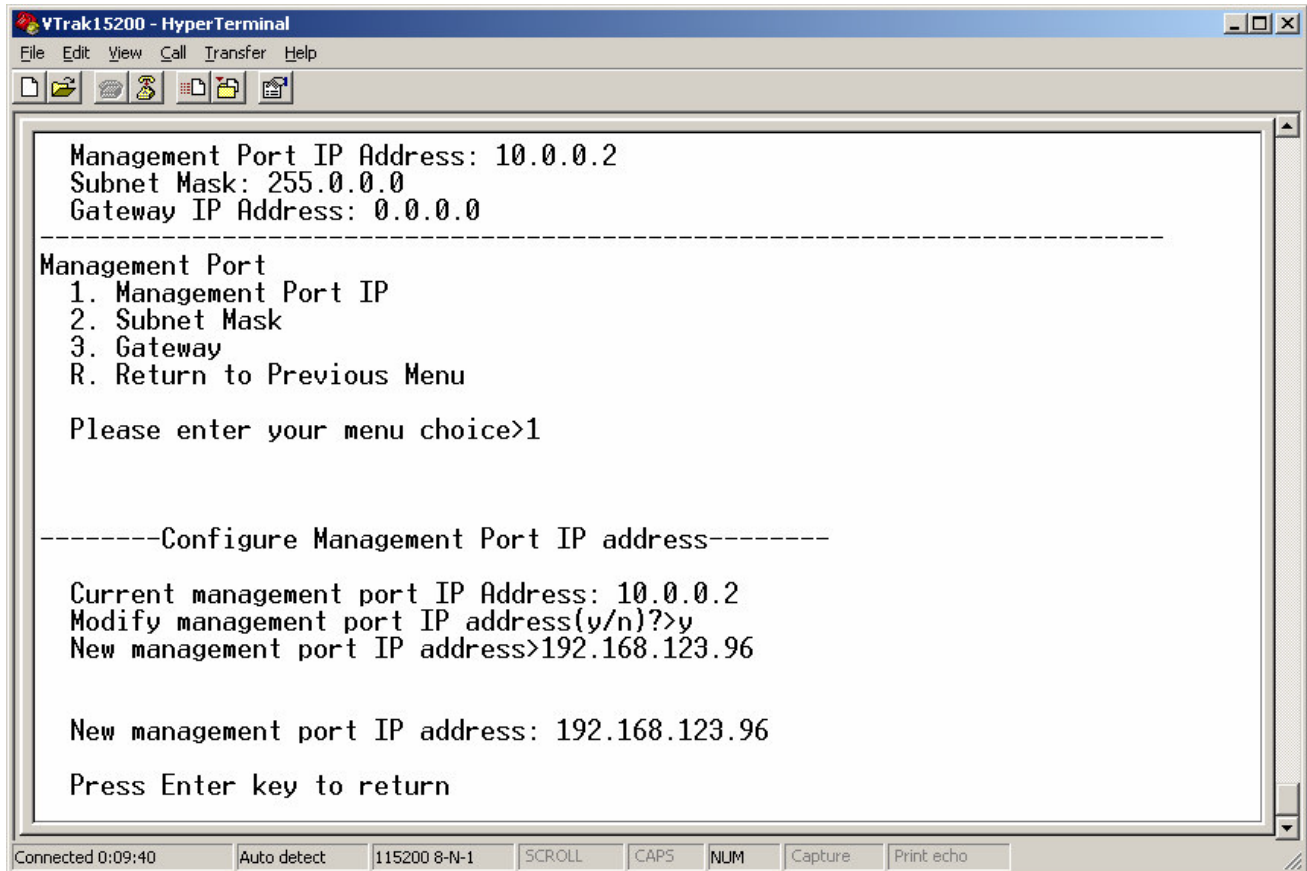 VTrak15200 - HyperTerminal
File Edit View Call Transfer Help
Management Port IP Address: 10.0.0.2
Subnet Mask: 255.0.0.0
Gateway IP Address: 0.0.0.0
---------------------------------------------------------------------------
Management Port
1. Management Port IP
2. Subnet Mask
3. Gateway
R. Return to Previous Menu
Please enter your menu choice>1
--------Configure Management Port IP address--------
Current management port IP Address: 10.0.0.2
Modify management port IP address(y/n)?>y
New management port IP address>192.168.123.96
New management port IP address: 192.168.123.96
Press Enter key to return
Connected 0:09:40 Auto detect 115200 8-N-1 SCROLL CAPS NUM Capture Print echo